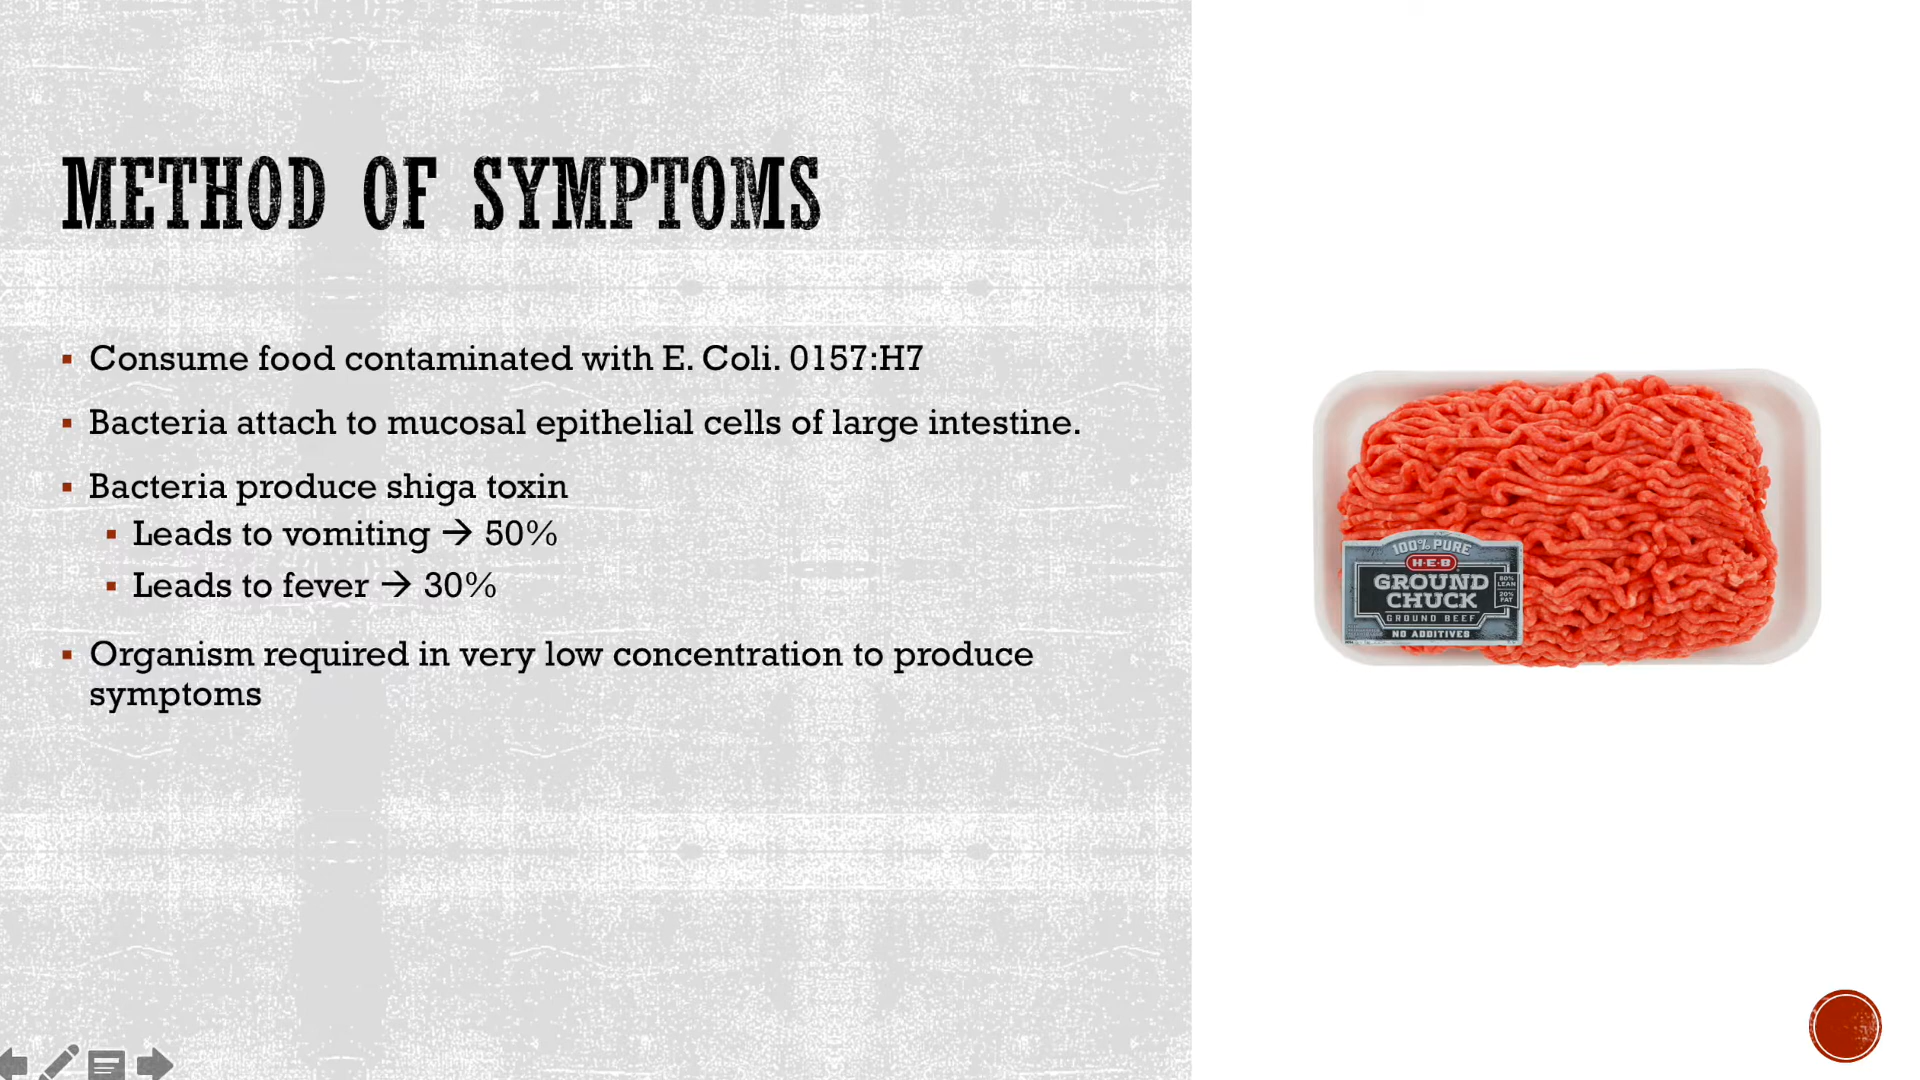 METHOD OF SYMPTOMS
Consume food contaminated with E. Coli. 0157:H7
Bacteria attach to mucosal epithelial cells of large intestine.
Bacteria produce shiga toxin
Leads to vomiting → 50%
Leads to fever → 30%
Organism required in very low concentration to produce
symptoms
100% PURE
H-E-B
GROUND
CHUCK
80%
LEAN
20%
FAT
GROUND BEEF
NO ADDITIVES